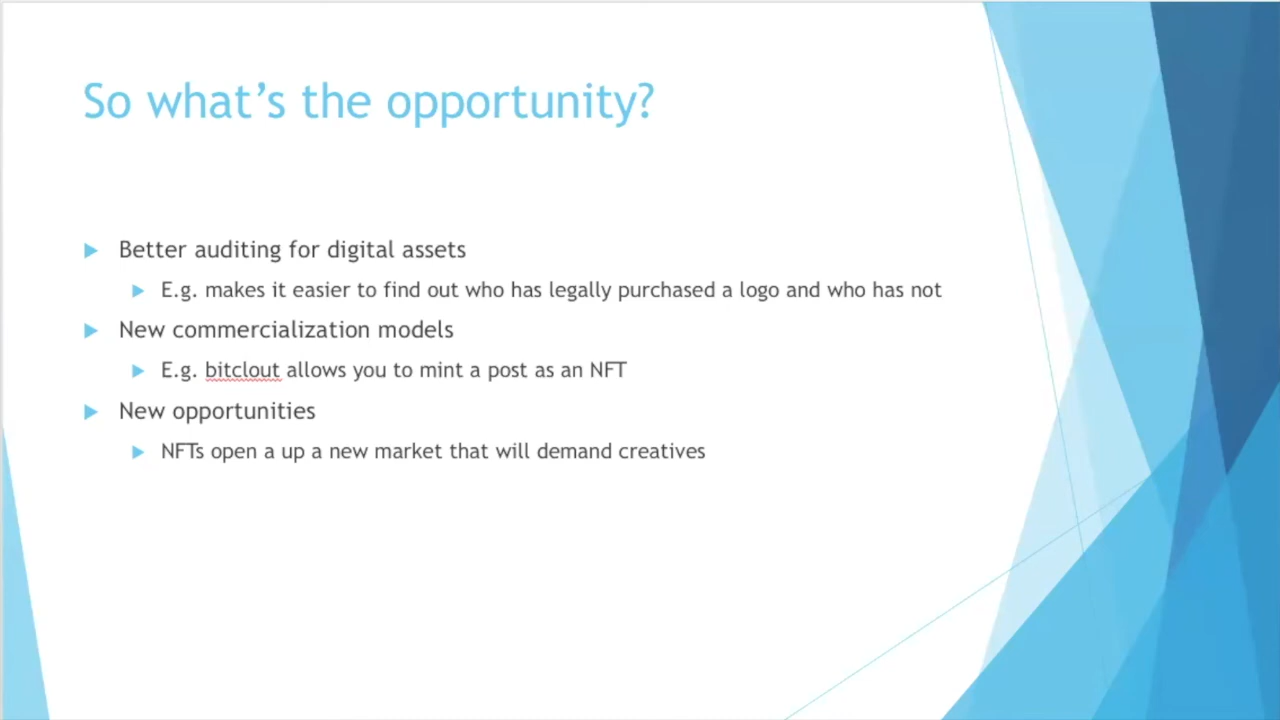 So what's the opportunity?
Better auditing for digital assets
E.g. makes it easier to find out who has legally purchased a logo and who has not
New commercialization models
E.g. bitclout allows you to mint a post as an NFT
New opportunities
NFTs open a up a new market that will demand creatives